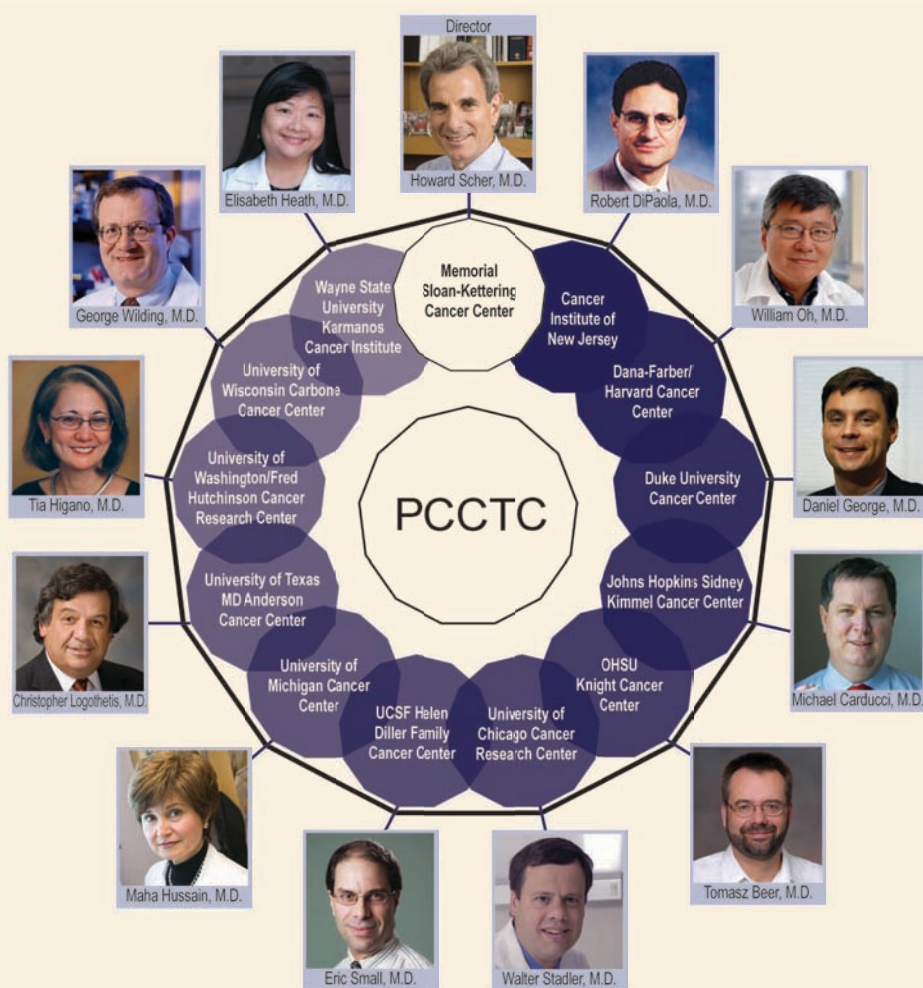 Director
Howard Scher, M.D.
Elisabeth Heath, M.D.
Robert DiPaola, M.D.
George Wilding, M.D.
William Oh, M.D.
Tia Higano, M.D.
Daniel George, M.D.
Christopher Logothetis, M.D.
Michael Carducci, M.D.
Maha Hussain, M.D.
Tomasz Beer, M.D.
Eric Small, M.D.
Walter Stadler, M.D.
Memorial
Sloan-Kettering
Cancer Center
Cancer
Institute of
New Jersey
Dana-Farber/
Harvard Cancer
Center
Duke University
Cancer Center
Johns Hopkins Sidney
Kimmel Cancer Center
OHSU
Knight Cancer
Center
University of
Chicago Cancer
Research Center
UCSF Helen
Diller Family
Cancer Center
University of
Michigan Cancer
Center
University of Texas
MD Anderson
Cancer Center
University of
Washington/Fred
Hutchinson Cancer
Research Center
University of
Wisconsin Carbone
Cancer Center
Wayne State
University
Karmanos
Cancer Institute
PCCTC